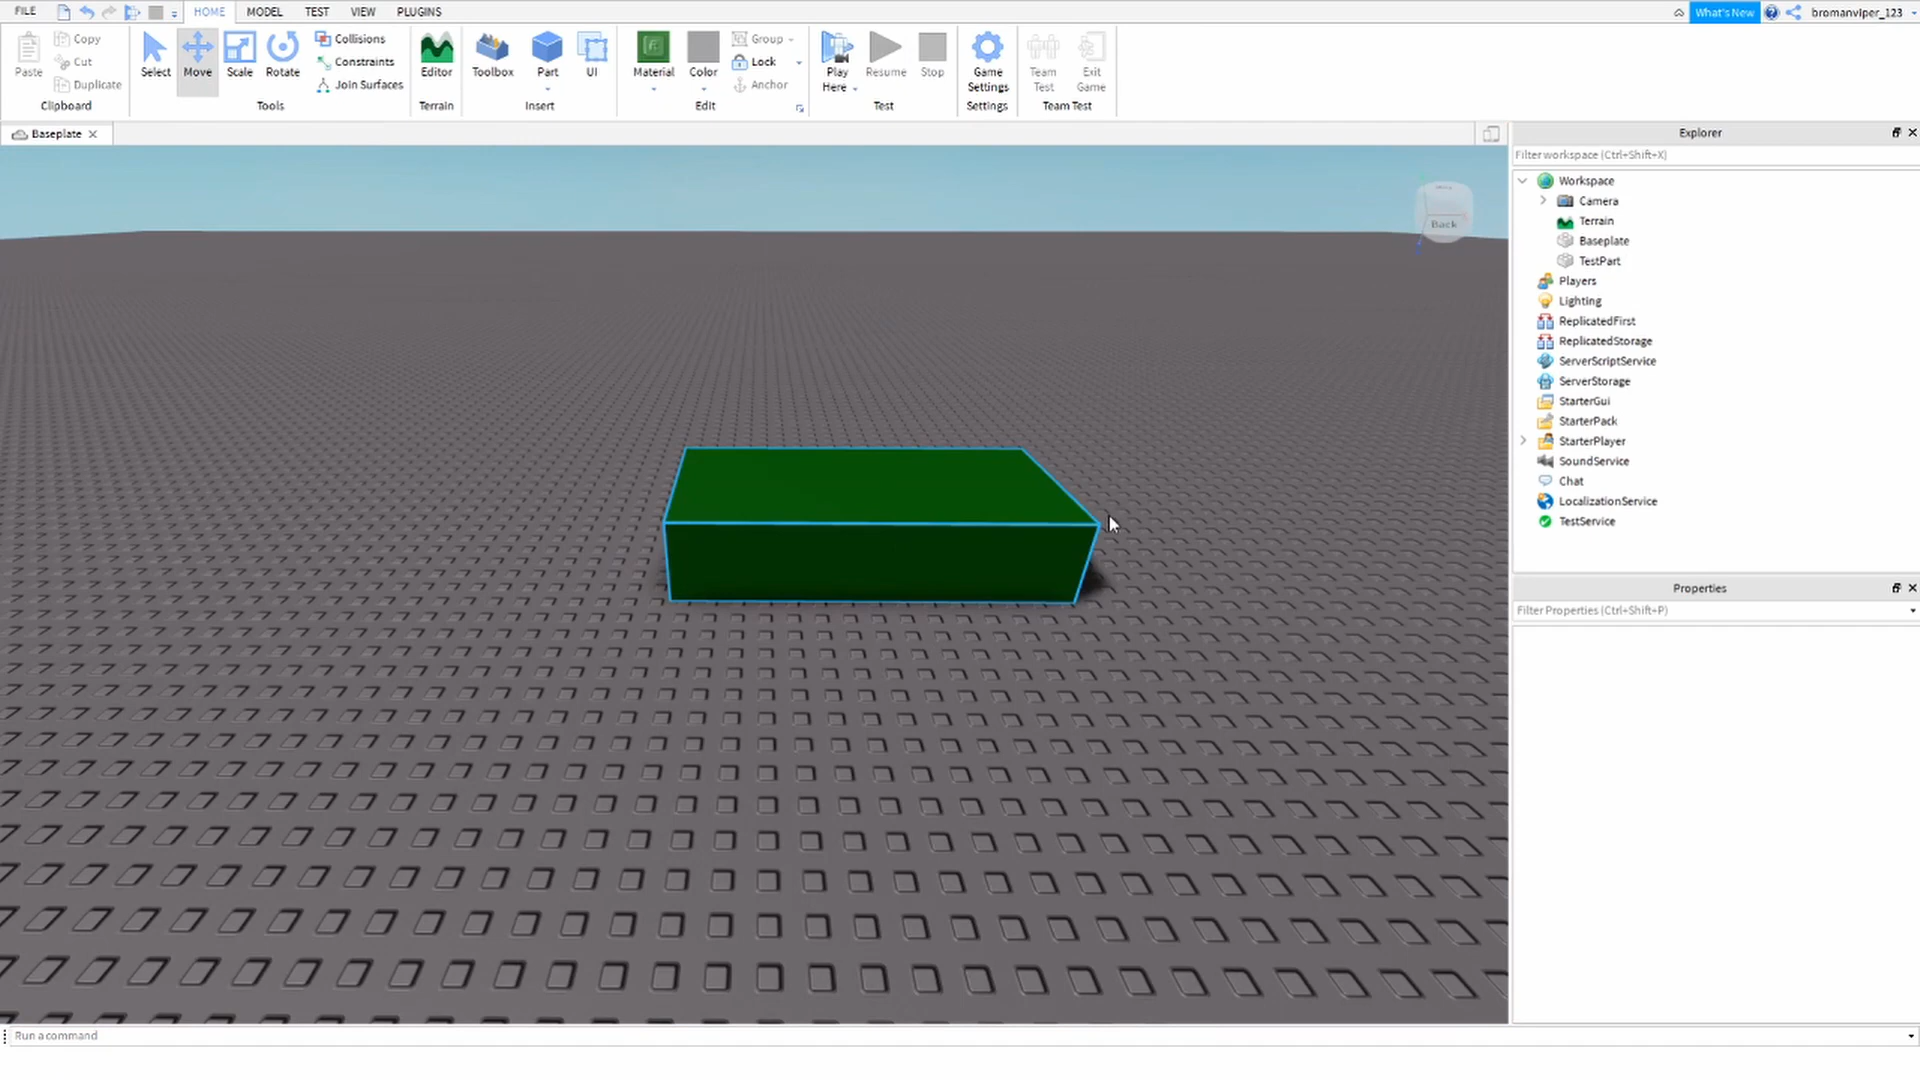 FILE HOME MODEL TEST VIEW PLUGINS What's New bromanviper_123
Paste Copy Cut Duplicate
Clipboard
Select Move Scale Rotate Collisions Constraints Join Surfaces
Tools
Editor
Terrain
Toolbox Part UI
Insert
Material Color Group Lock Anchor
Edit
Play Here Resume Stop
Test
Game Settings
Settings
Team Test Exit Game
Team Test
Baseplate
Back
Explorer
Filter workspace (Ctrl+Shift+X)
Workspace
Camera
Terrain
Baseplate
TestPart
Players
Lighting
ReplicatedFirst
ReplicatedStorage
ServerScriptService
ServerStorage
StarterGui
StarterPack
StarterPlayer
SoundService
Chat
LocalizationService
TestService
Properties
Filter Properties (Ctrl+Shift+P)
Run a command